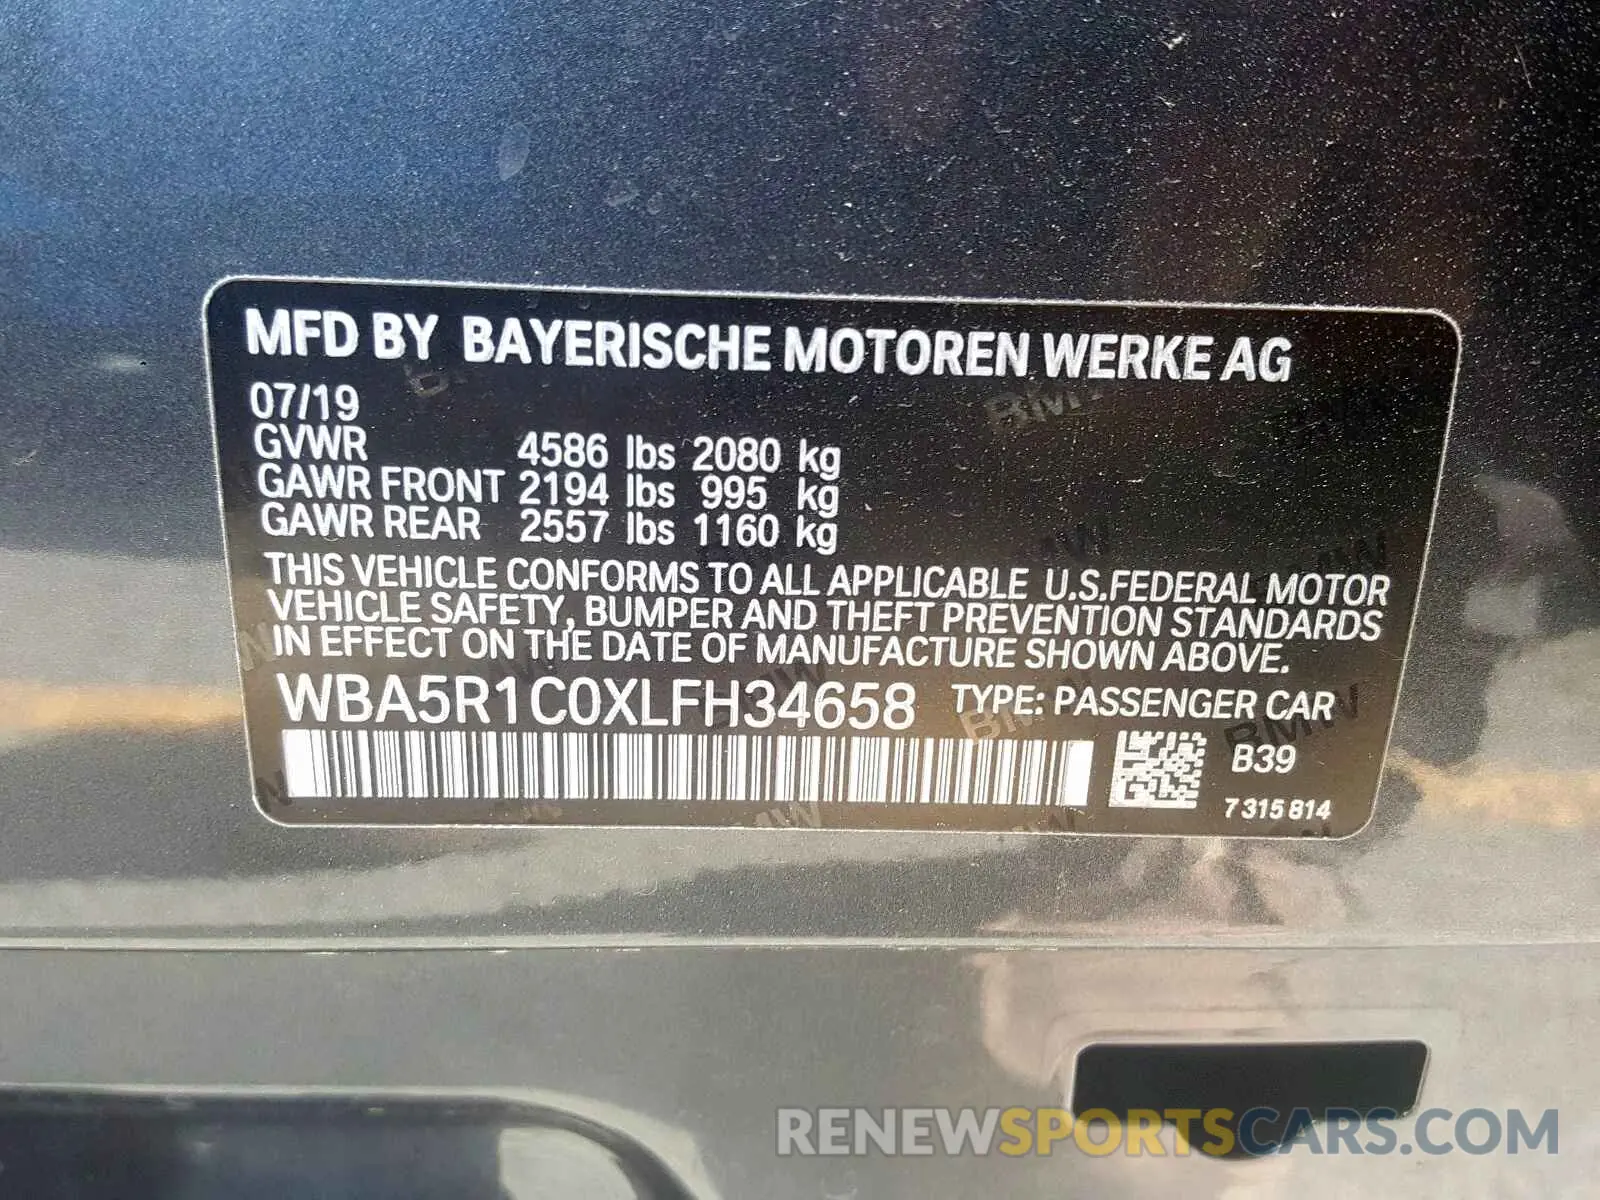 MFD BY BAYERISCHE MOTOREN WERKE AG
07/19
GVWR 4586 lbs 2080 kg
GAWR FRONT 2194 lbs 995 kg
GAWR REAR 2557 lbs 1160 kg
THIS VEHICLE CONFORMS TO ALL APPLICABLE U.S.FEDERAL MOTOR
VEHICLE SAFETY, BUMPER AND THEFT PREVENTION STANDARDS
IN EFFECT ON THE DATE OF MANUFACTURE SHOWN ABOVE.
WBA5R1C0XLFH34658 TYPE: PASSENGER CAR
B39
7 315 814
RENEWSPORTSCARS.COM